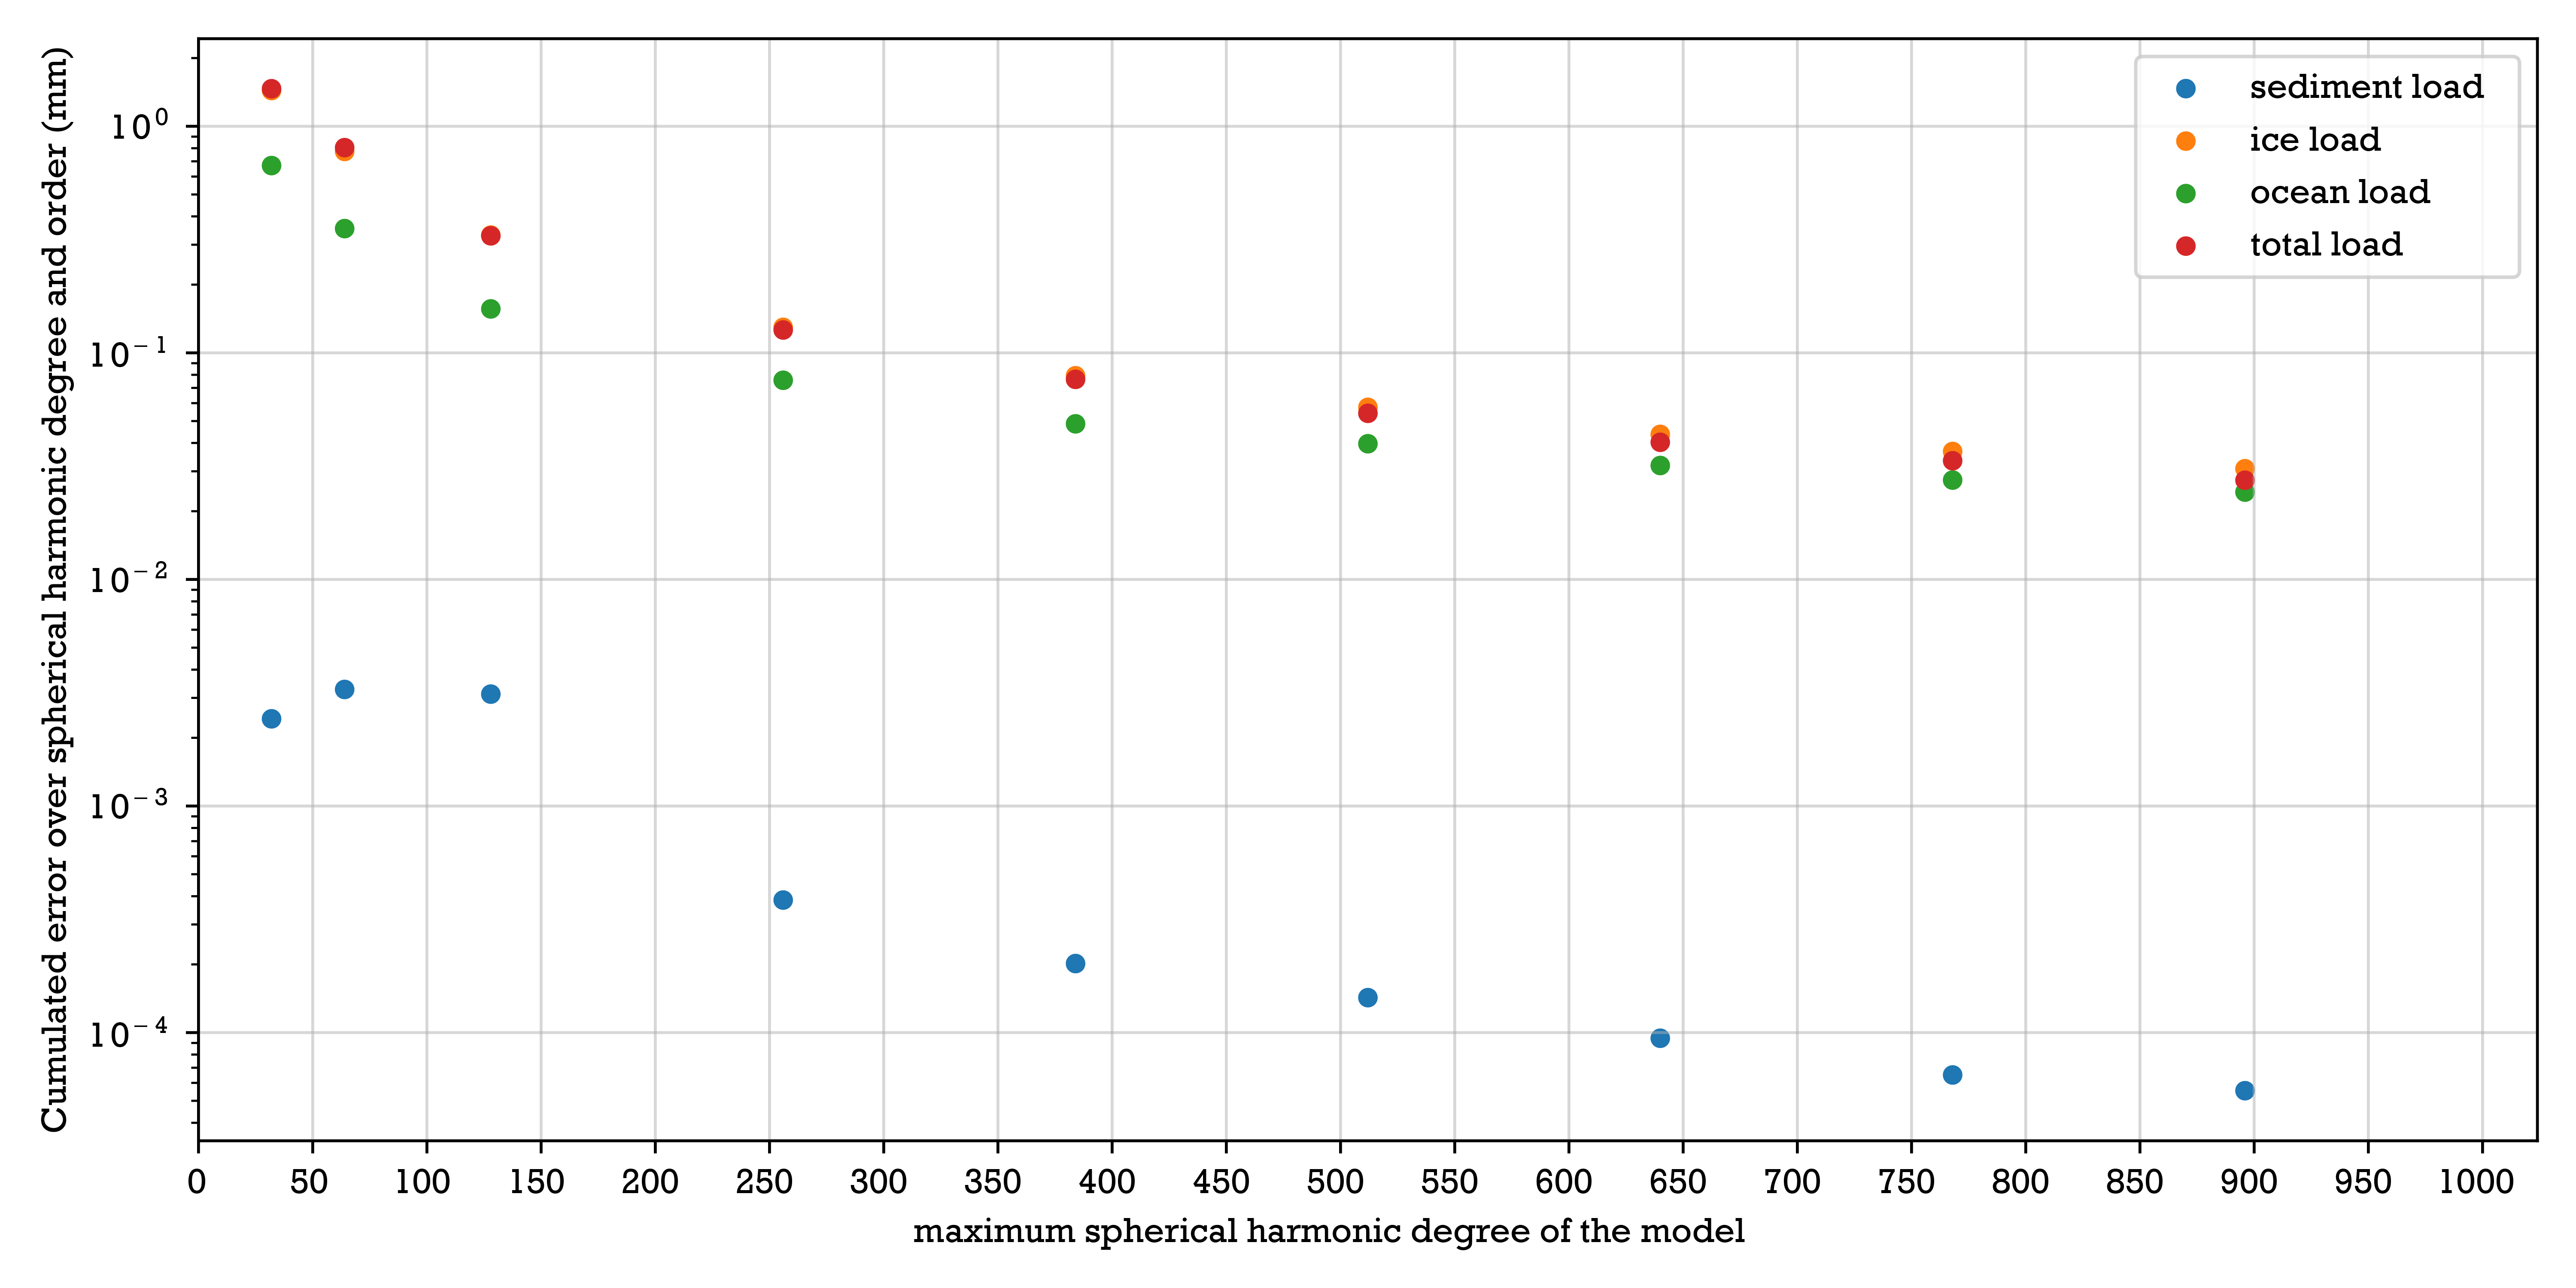 Cumulated error over spherical harmonic degree and order (mm)
10⁰
10⁻¹
10⁻²
10⁻³
10⁻⁴
sediment load
ice load
ocean load
total load
0 50 100 150 200 250 300 350 400 450 500 550 600 650 700 750 800 850 900 950 1000
maximum spherical harmonic degree of the model